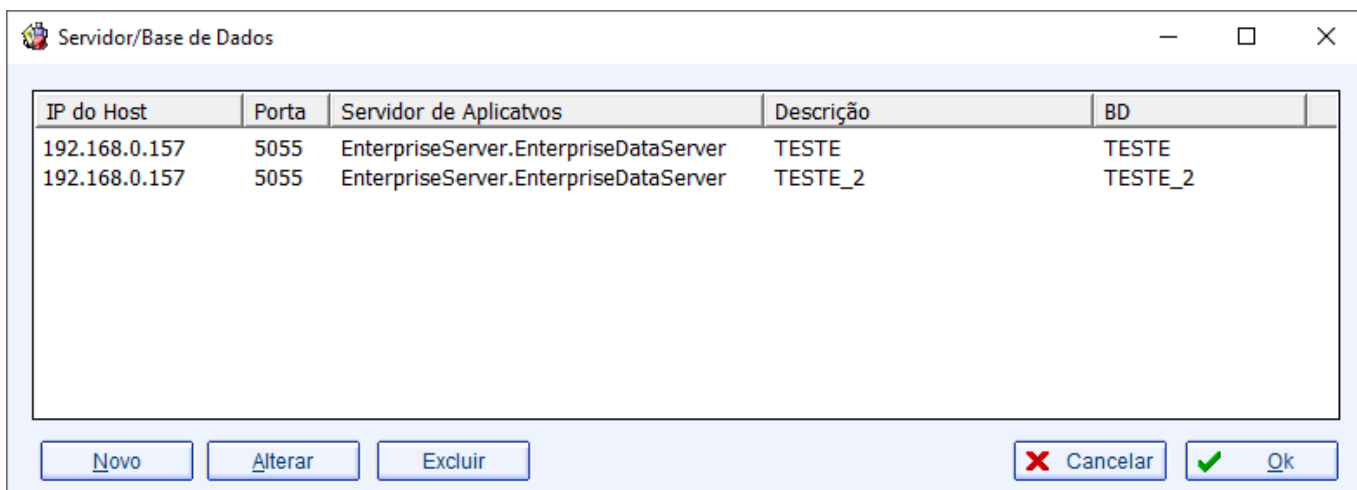 Servidor/Base de Dados
IP do Host Porta Servidor de Aplicatvos Descrição BD
192.168.0.157 5055 EnterpriseServer.EnterpriseDataServer TESTE TESTE
192.168.0.157 5055 EnterpriseServer.EnterpriseDataServer TESTE_2 TESTE_2
Novo Alterar Excluir Cancelar Ok